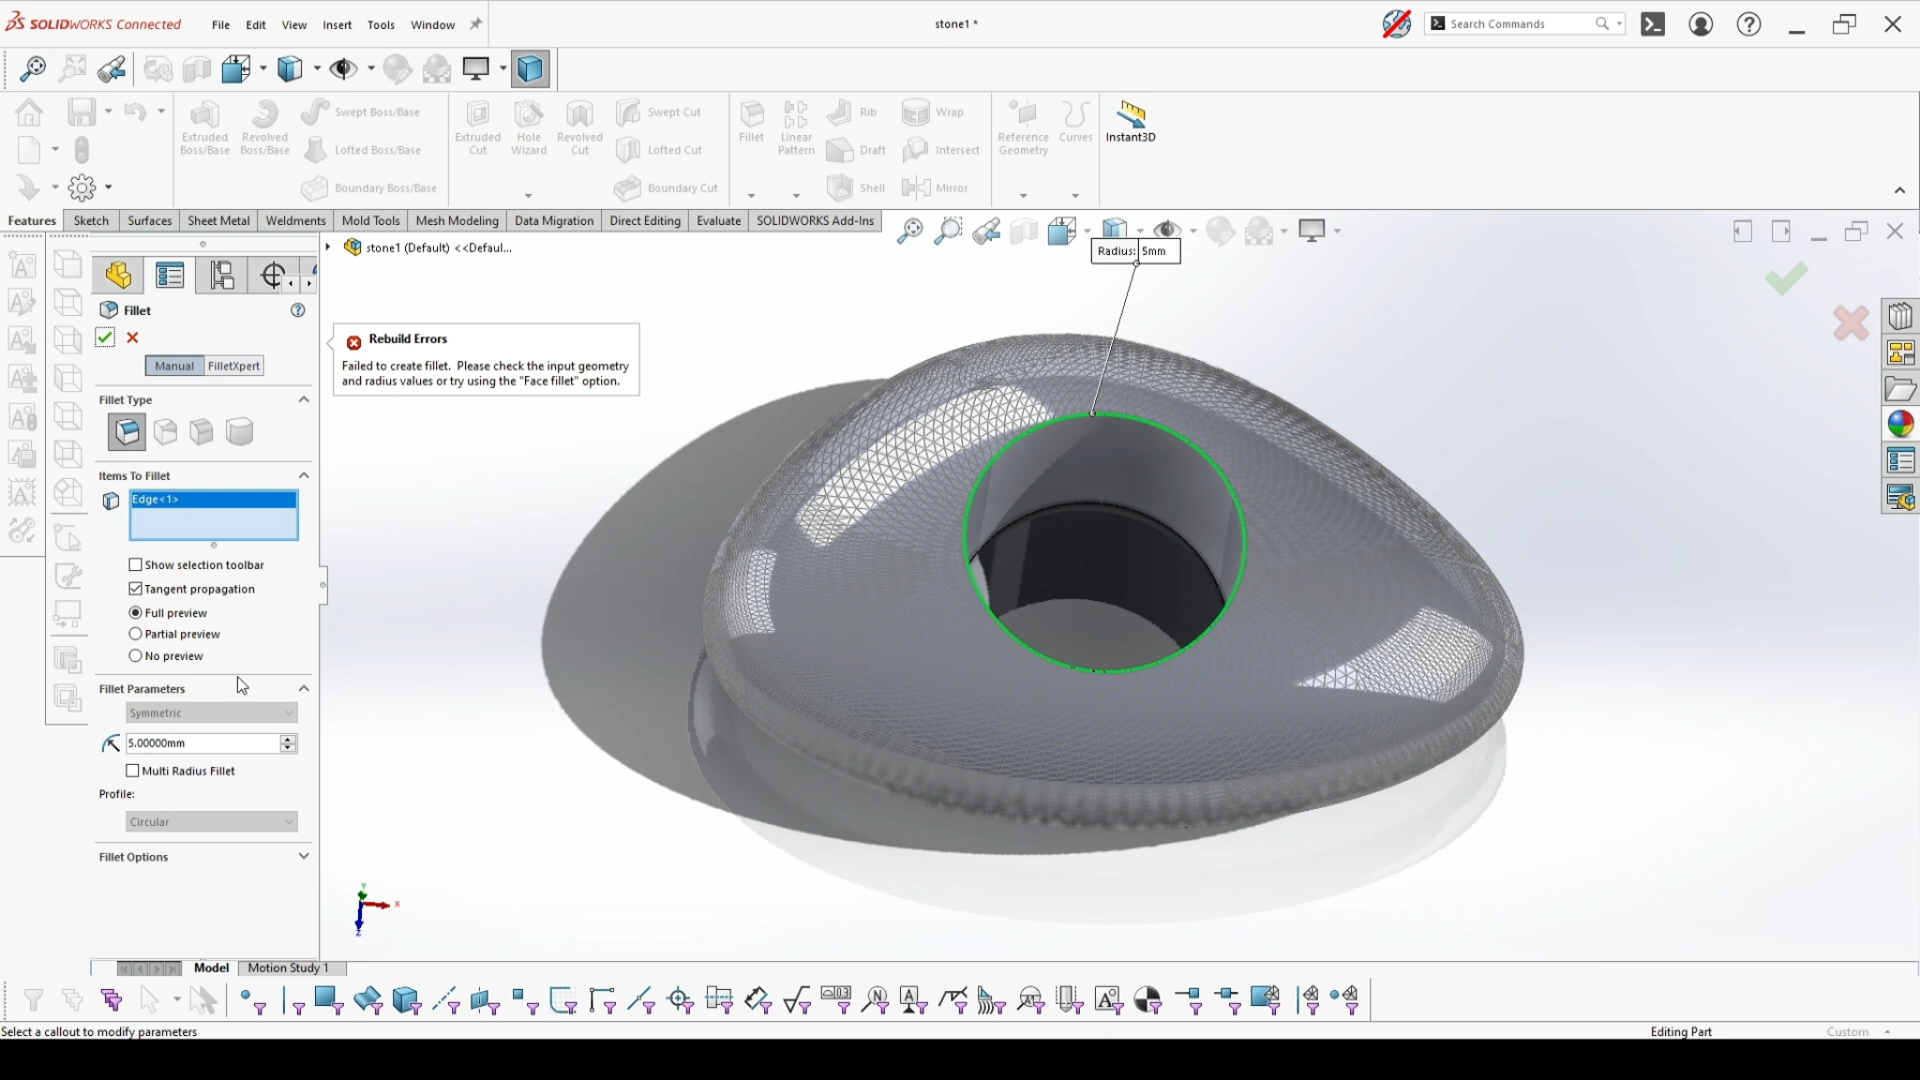 SOLIDWORKS Connected
File Edit View Insert Tools Window
stone1 *
Search Commands
Extruded Boss/Base
Revolved Boss/Base
Swept Boss/Base
Lofted Boss/Base
Boundary Boss/Base
Extruded Cut
Hole Wizard
Revolved Cut
Swept Cut
Lofted Cut
Boundary Cut
Fillet
Linear Pattern
Rib
Draft
Shell
Wrap
Intersect
Mirror
Reference Geometry
Curves
Instant3D
Features Sketch Surfaces Sheet Metal Weldments Mold Tools Mesh Modeling Data Migration Direct Editing Evaluate SOLIDWORKS Add-Ins
stone1 (Default) <<Defaul...
Radius: 5mm
Fillet
Rebuild Errors
Failed to create fillet. Please check the input geometry
and radius values or try using the "Face fillet" option.
Manual FilletXpert
Fillet Type
Items To Fillet
Edge<1>
Show selection toolbar
Tangent propagation
Full preview
Partial preview
No preview
Fillet Parameters
Symmetric
5.00000mm
Multi Radius Fillet
Profile:
Circular
Fillet Options
Y
X
Z
Model Motion Study 1
Select a callout to modify parameters
Editing Part
Custom